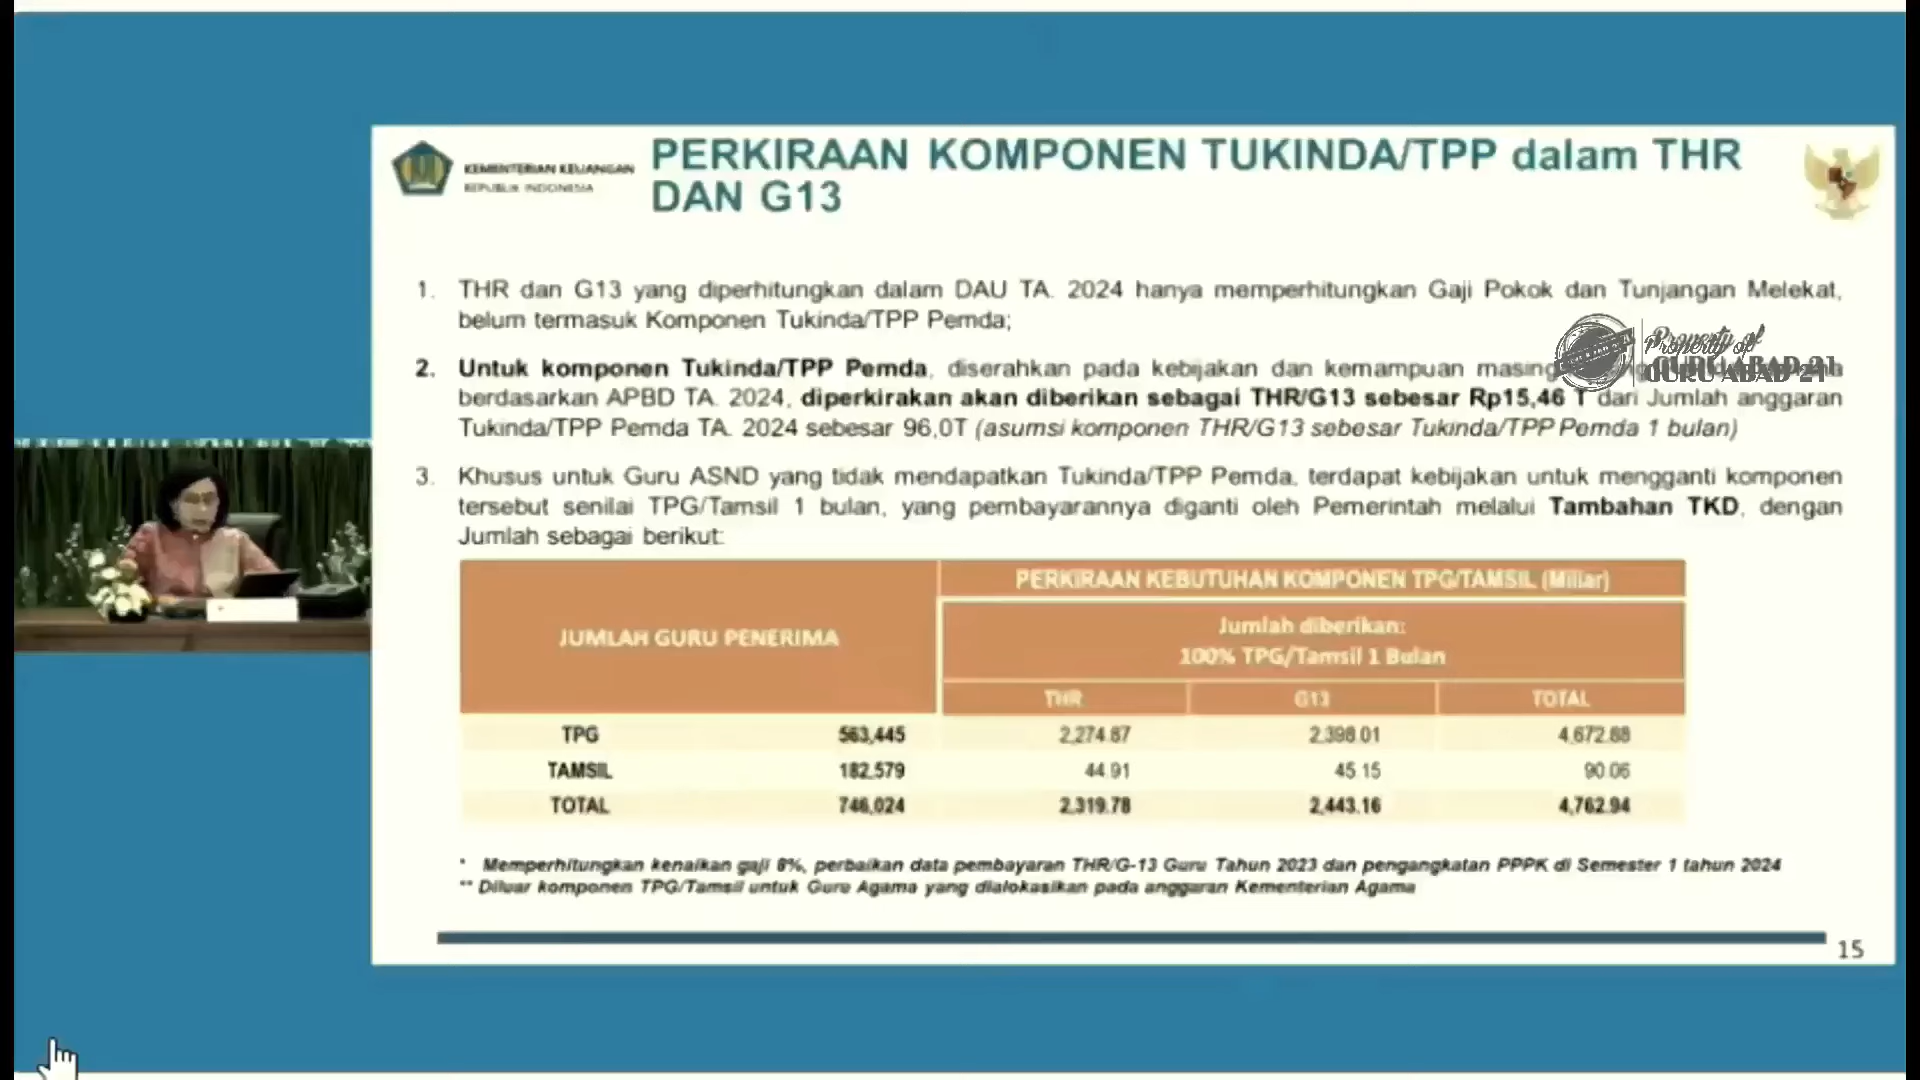 KEMENTERIAN KEUANGAN
REPUBLIK INDONESIA
PERKIRAAN KOMPONEN TUKINDA/TPP dalam THR
DAN G13
1. THR dan G13 yang diperhitungkan dalam DAU TA. 2024 hanya memperhitungkan Gaji Pokok dan Tunjangan Melekat,
belum termasuk Komponen Tukinda/TPP Pemda;
2. Untuk komponen Tukinda/TPP Pemda, diserahkan pada kebijakan dan kemampuan masing
berdasarkan APBD TA. 2024, diperkirakan akan diberikan sebagai THR/G13 sebesar Rp15,46 T dari Jumlah anggaran
Tukinda/TPP Pemda TA. 2024 sebesar 96,0T (asumsi komponen THR/G13 sebesar Tukinda/TPP Pemda 1 bulan)
Property of
GURU ABAD 21
Property of
GURU ABAD 21
3. Khusus untuk Guru ASND yang tidak mendapatkan Tukinda/TPP Pemda, terdapat kebijakan untuk mengganti komponen
tersebut senilai TPG/Tamsil 1 bulan, yang pembayarannya diganti oleh Pemerintah melalui Tambahan TKD, dengan
Jumlah sebagai berikut:
JUMLAH GURU PENERIMA
PERKIRAAN KEBUTUHAN KOMPONEN TPG/TAMSIL (Miliar)
Jumlah diberikan:
100% TPG/Tamsil 1 Bulan
THR G13 TOTAL
TPG 563,445 2,274.87 2,398.01 4,672.88
TAMSIL 182,579 44.91 45.15 90.06
TOTAL 746,024 2,319.78 2,443.16 4,762.94
* Memperhitungkan kenaikan gaji 8%, perbaikan data pembayaran THR/G-13 Guru Tahun 2023 dan pengangkatan PPPK di Semester 1 tahun 2024
** Diluar komponen TPG/Tamsil untuk Guru Agama yang dialokasikan pada anggaran Kementerian Agama
15